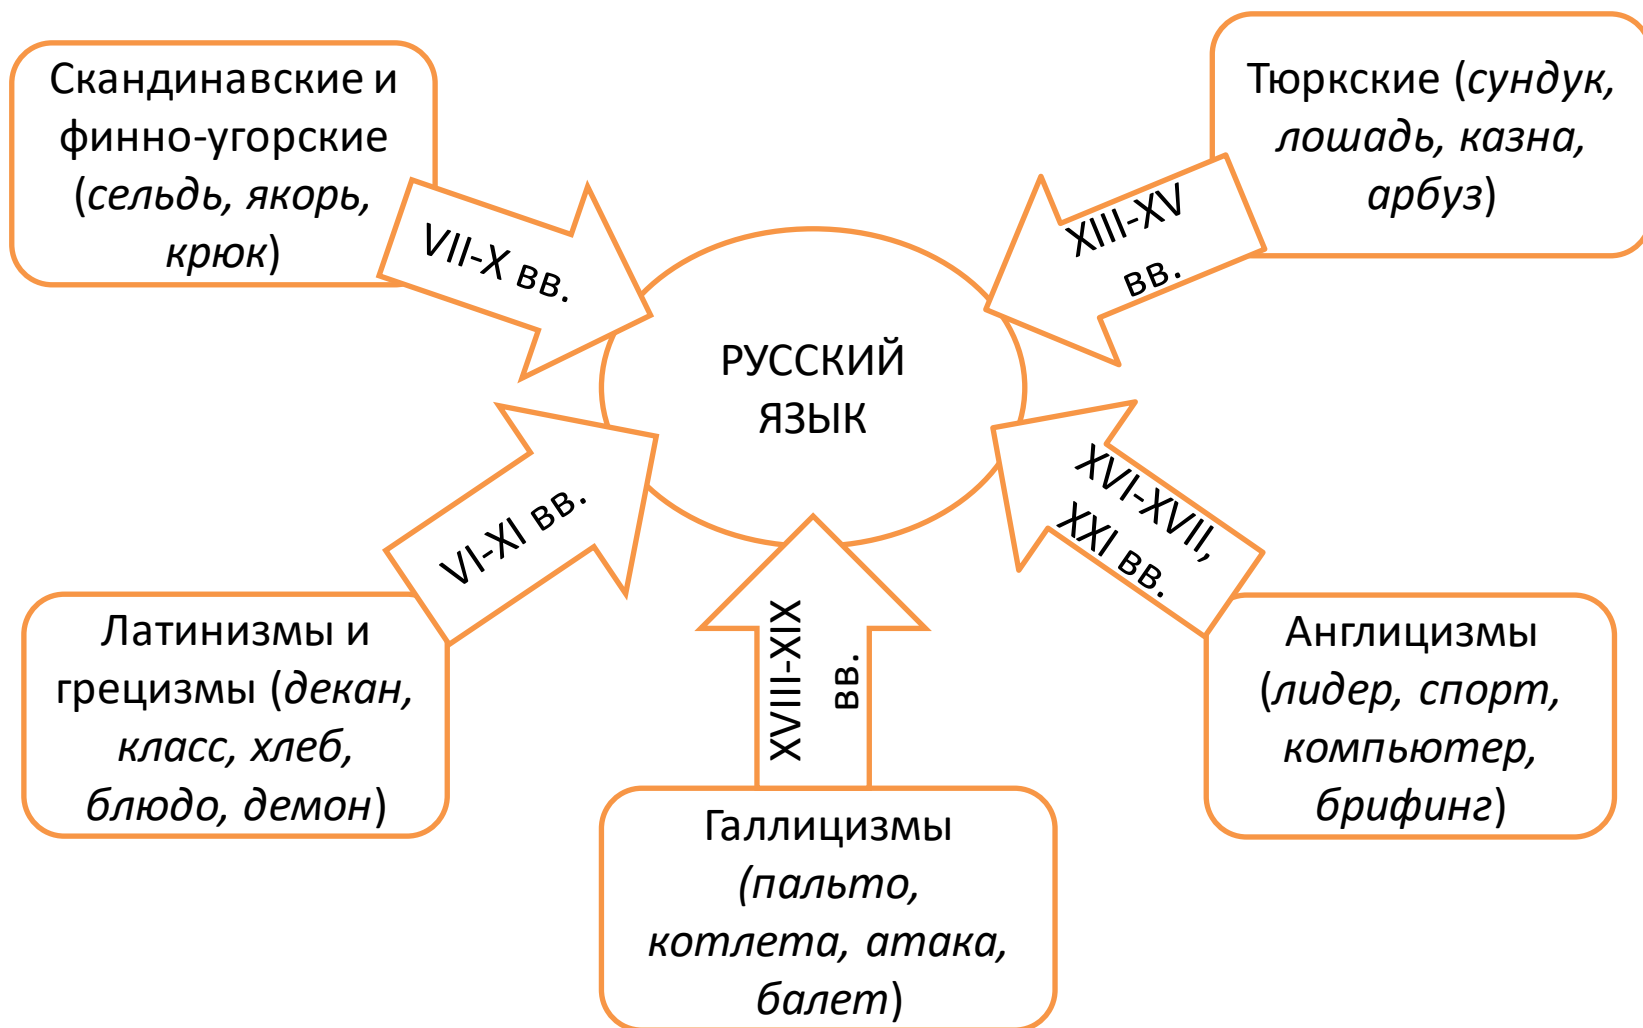 Скандинавские и
финно-угорские
(сельдь, якорь,
крюк)
VII-X вв.
Тюркские (сундук,
лошадь, казна,
арбуз)
XIII-XV
вв.
РУССКИЙ
ЯЗЫК
VI-XI вв.
Латинизмы и
грецизмы (декан,
класс, хлеб,
блюдо, демон)
XVIII-XIX
вв.
Галлицизмы
(пальто,
котлета, атака,
балет)
XVI-XVII,
XXI вв.
Англицизмы
(лидер, спорт,
компьютер,
брифинг)